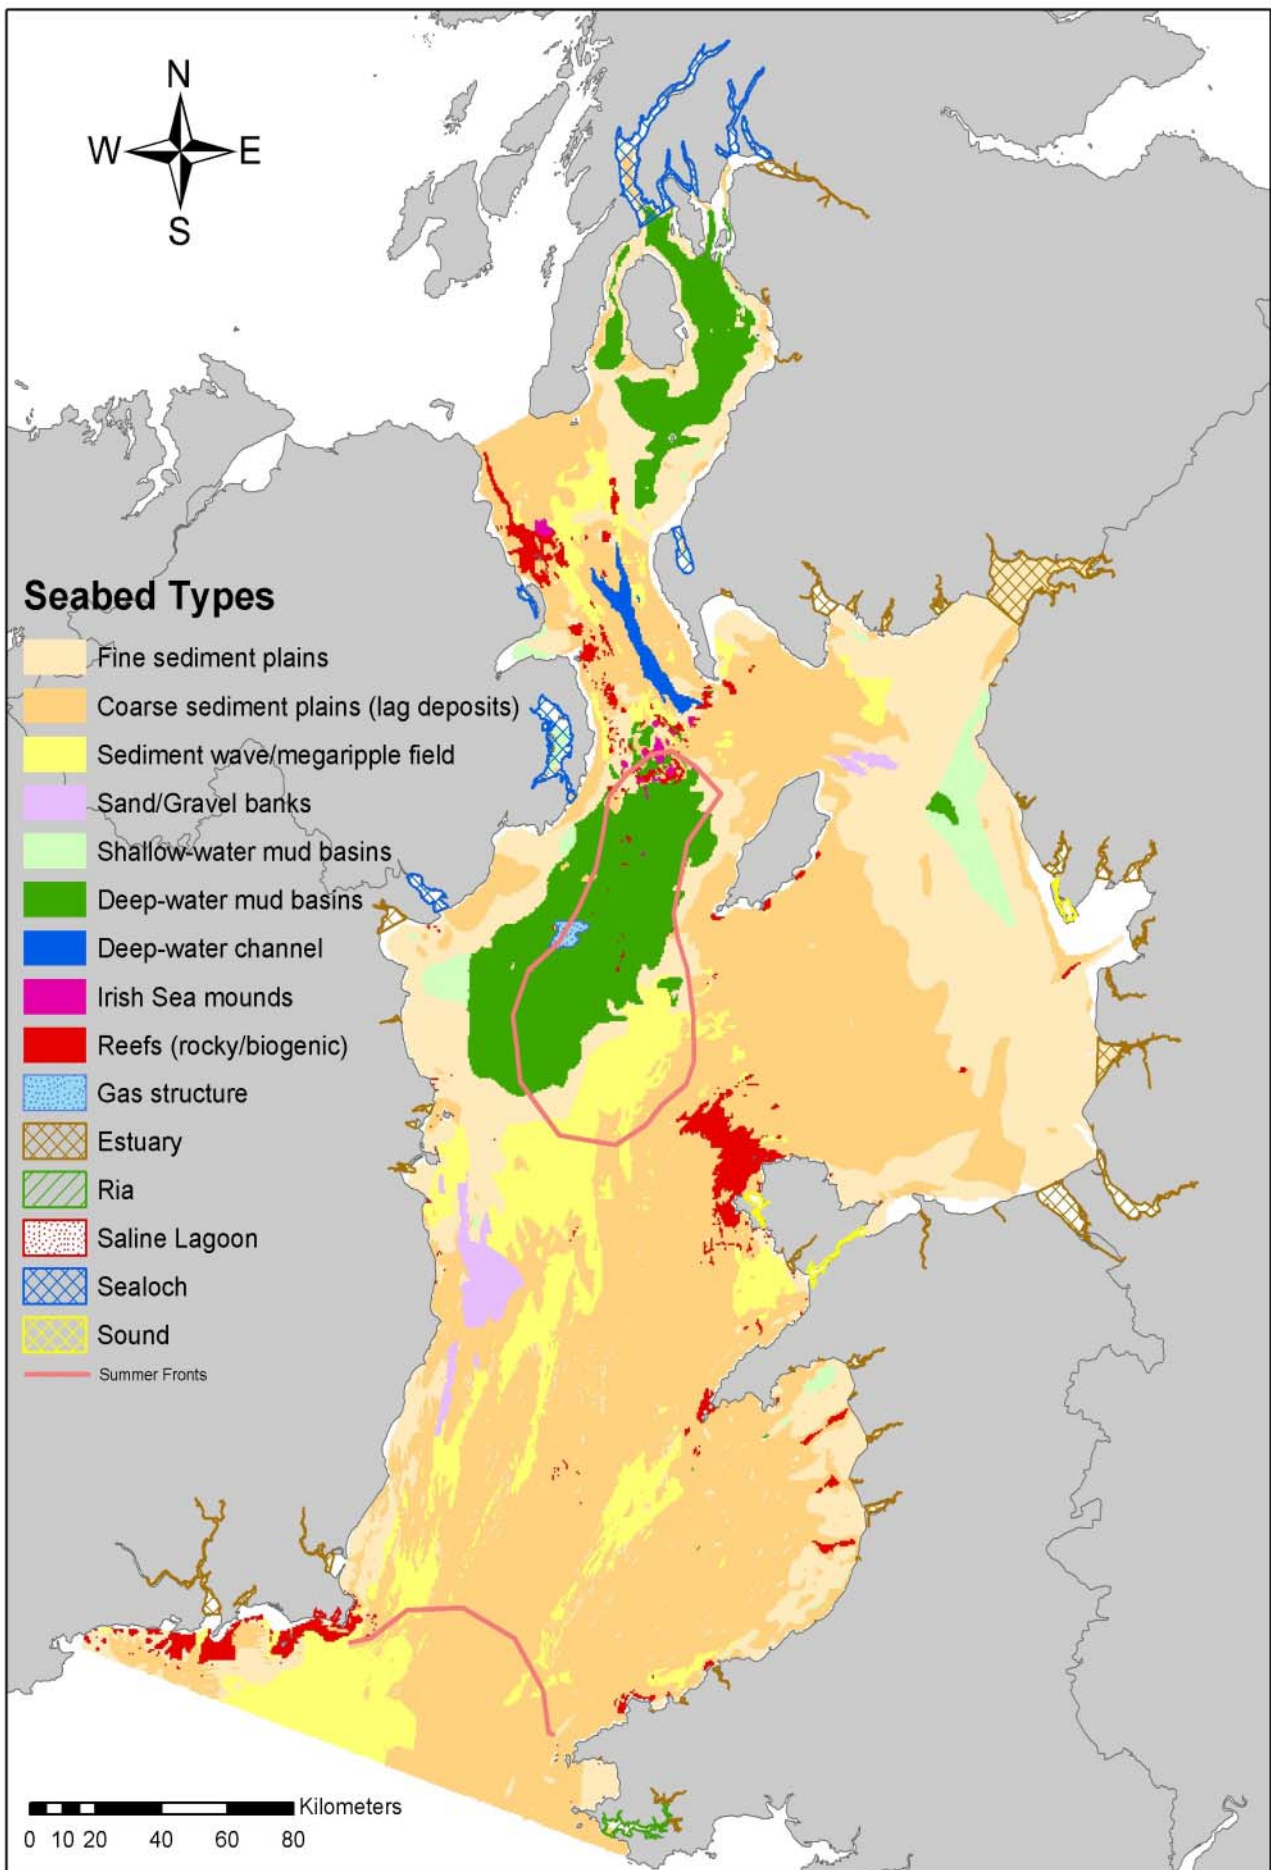 N
W E
S
Seabed Types
Fine sediment plains
Coarse sediment plains (lag deposits)
Sediment wave/megaripple field
Sand/Gravel banks
Shallow-water mud basins
Deep-water mud basins
Deep-water channel
Irish Sea mounds
Reefs (rocky/biogenic)
Gas structure
Estuary
Ria
Saline Lagoon
Sealoch
Sound
Summer Fronts
Kilometers
0 10 20 40 60 80